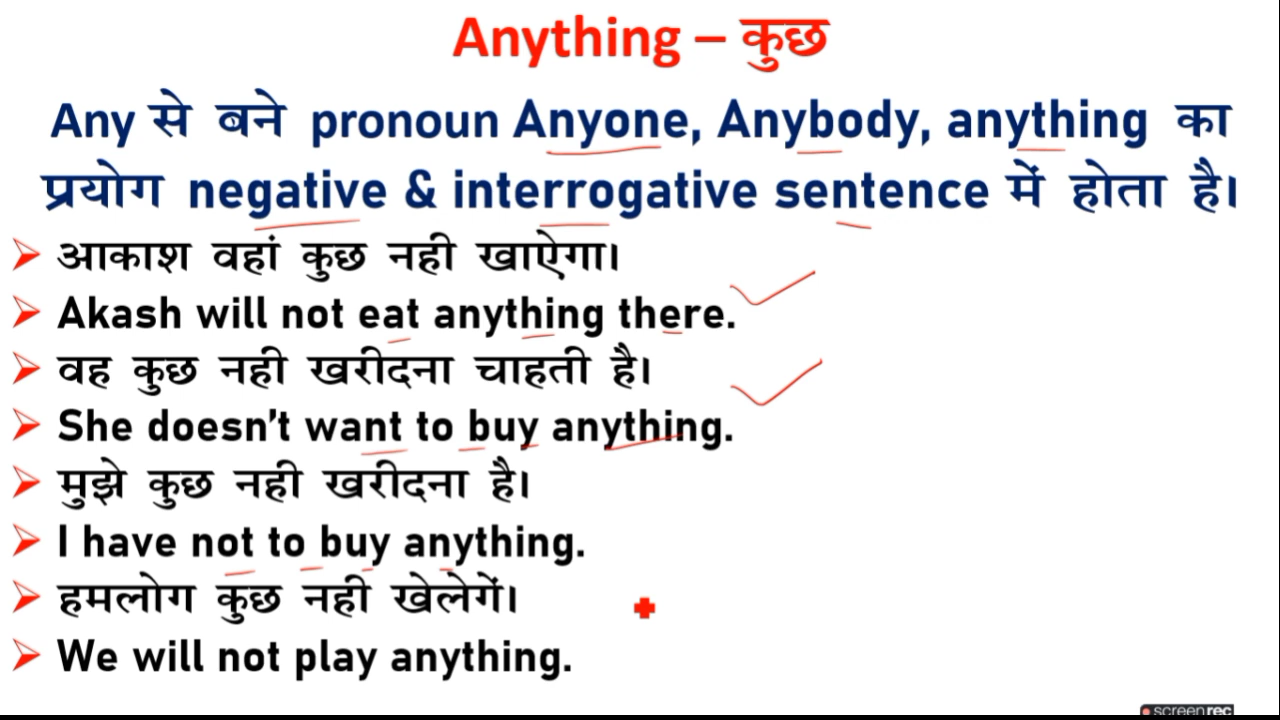 Anything – कुछ
Any से बने pronoun Anyone, Anybody, anything का
प्रयोग negative & interrogative sentence में होता है।
आकाश वहां कुछ नही खाऐगा।
Akash will not eat anything there.
वह कुछ नही खरीदना चाहती है।
She doesn't want to buy anything.
मुझे कुछ नही खरीदना है।
I have not to buy anything.
हमलोग कुछ नही खेलेगें।
We will not play anything.
screenrec